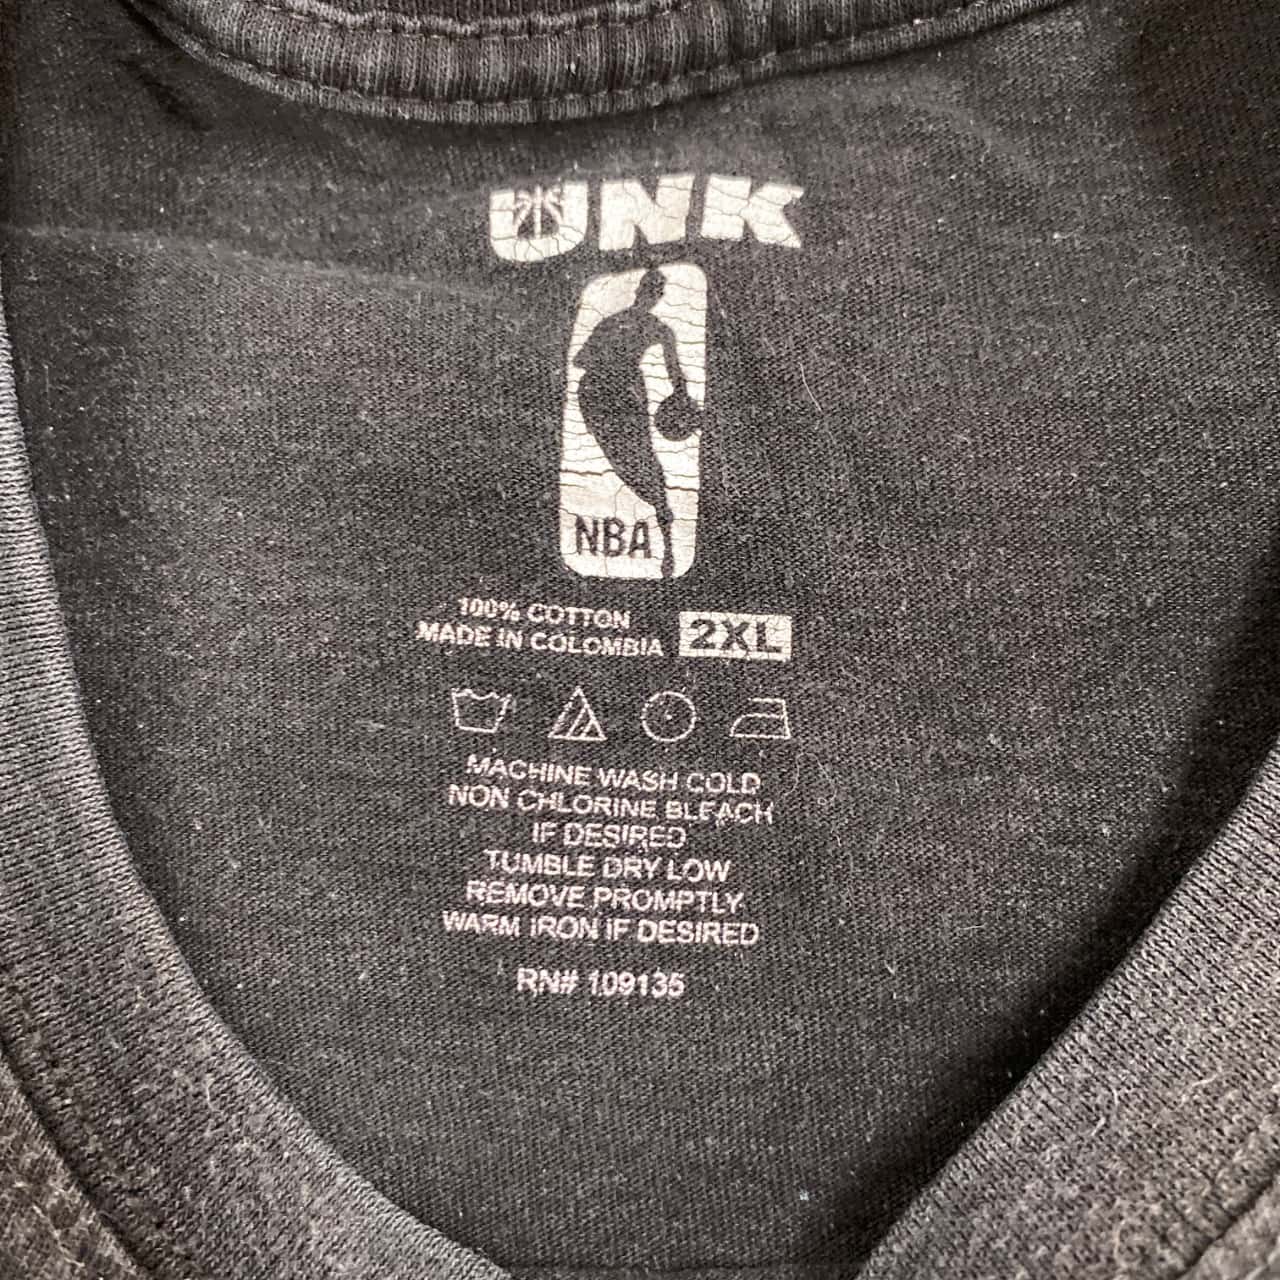 UNK
NBA
100% COTTON
MADE IN COLOMBIA
2XL
MACHINE WASH COLD
NON CHLORINE BLEACH
IF DESIRED
TUMBLE DRY LOW
REMOVE PROMPTLY
WARM IRON IF DESIRED
RN# 109135